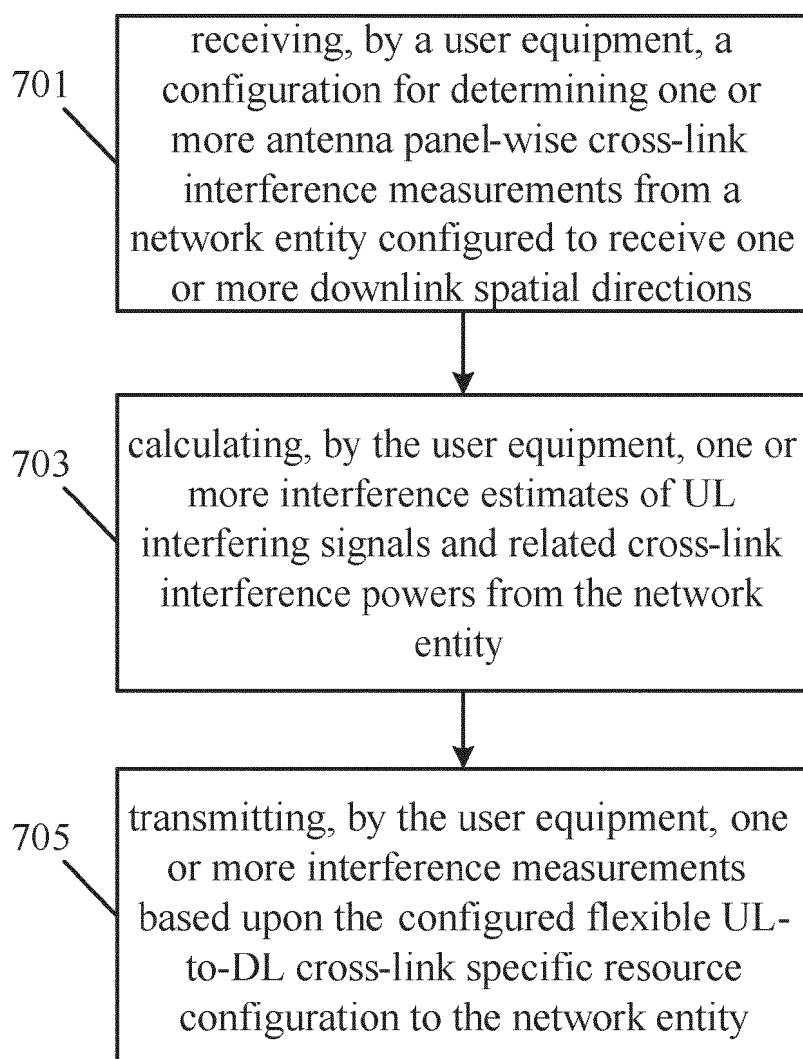 701
receiving, by a user equipment, a
configuration for determining one or
more antenna panel-wise cross-link
interference measurements from a
network entity configured to receive one
or more downlink spatial directions
703
calculating, by the user equipment, one or
more interference estimates of UL
interfering signals and related cross-link
interference powers from the network
entity
705
transmitting, by the user equipment, one
or more interference measurements
based upon the configured flexible UL-
to-DL cross-link specific resource
configuration to the network entity